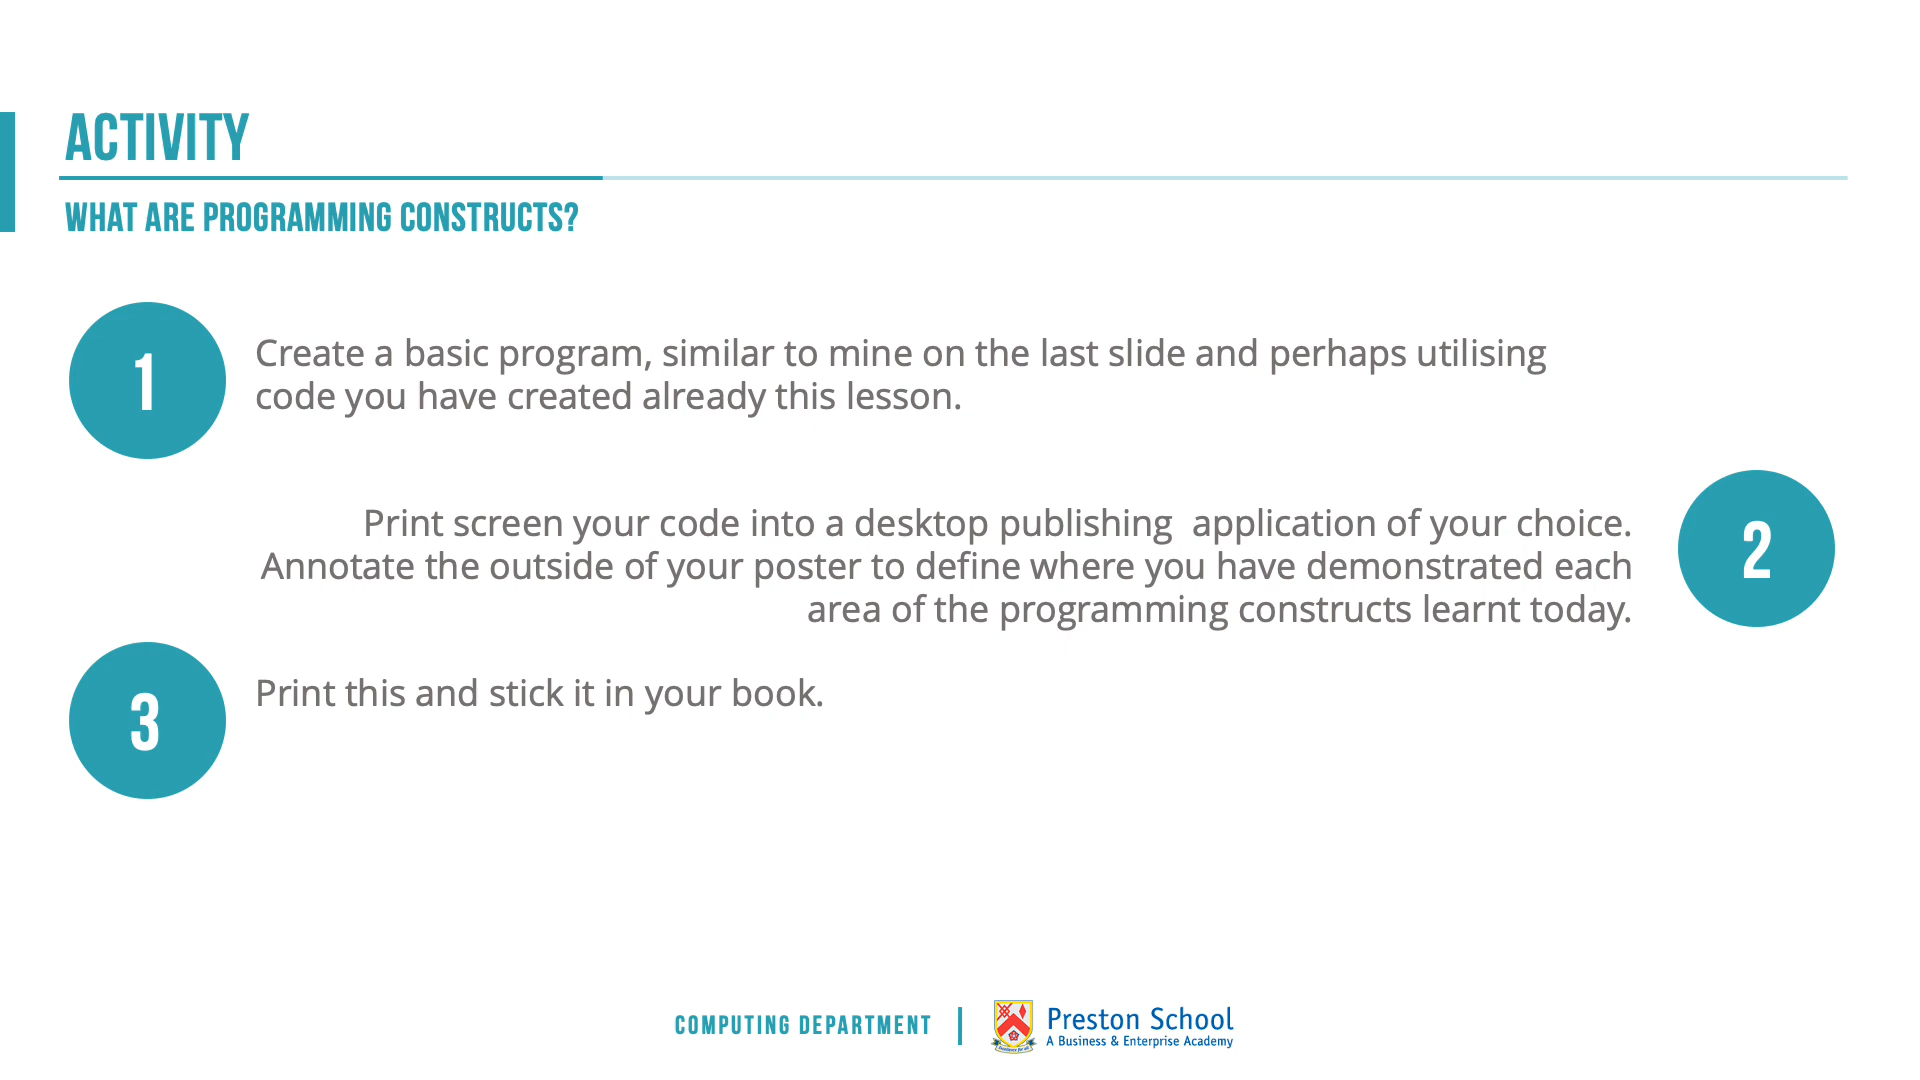 ACTIVITY
WHAT ARE PROGRAMMING CONSTRUCTS?
1
Create a basic program, similar to mine on the last slide and perhaps utilising
code you have created already this lesson.
Print screen your code into a desktop publishing  application of your choice.
Annotate the outside of your poster to define where you have demonstrated each
area of the programming constructs learnt today.
2
3
Print this and stick it in your book.
COMPUTING DEPARTMENT
Preston School
A Business & Enterprise Academy